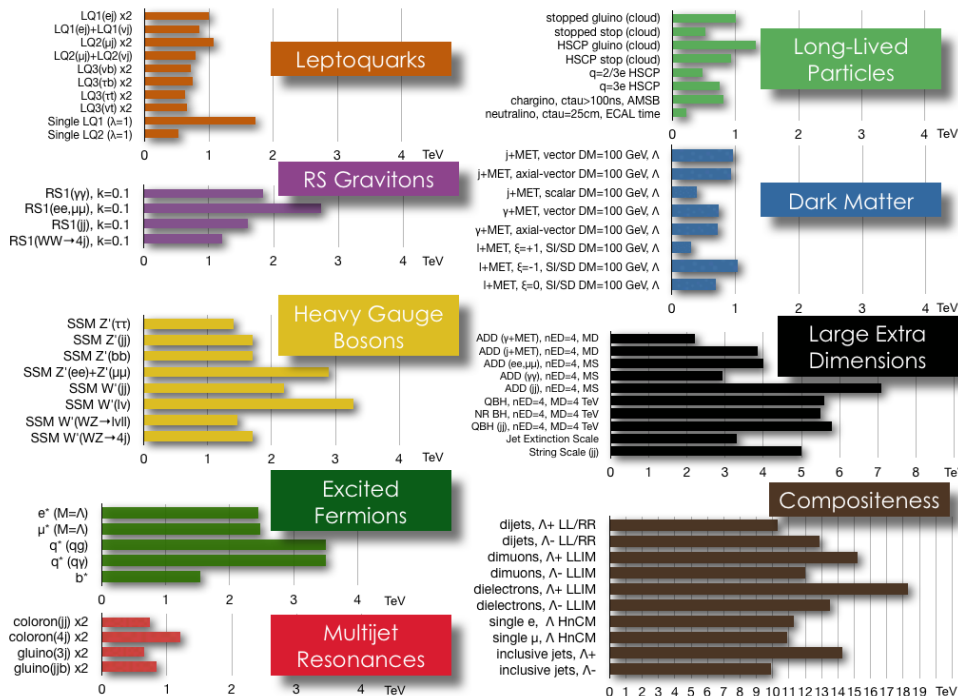 LQ1(ej) x2
LQ1(ej)+LQ1(νj)
LQ2(μj) x2
LQ2(μj)+LQ2(νj)
LQ3(νb) x2
LQ3(τb) x2
LQ3(τt) x2
LQ3(vt) x2
Single LQ1 (λ=1)
Single LQ2 (λ=1)
0 1 2 3 4 TeV
Leptoquarks
RS Gravitons
RS1(γγ), k=0.1
RS1(ee,μμ), k=0.1
RS1(jj), k=0.1
RS1(WW→4j), k=0.1
0 1 2 3 4 TeV
Heavy Gauge
Bosons
SSM Z'(ττ)
SSM Z'(jj)
SSM Z'(bb)
SSM Z'(ee)+Z'(μμ)
SSM W'(jj)
SSM W'(lν)
SSM W'(WZ→lνll)
SSM W'(WZ→4j)
0 1 2 3 4 TeV
Excited
Fermions
e* (M=Λ)
μ* (M=Λ)
q* (qg)
q* (qγ)
b*
0 1 2 3 4 TeV
Multijet
Resonances
coloron(jj) x2
coloron(4j) x2
gluino(3j) x2
gluino(jjb) x2
0 1 2 3 4 TeV
stopped gluino (cloud)
stopped stop (cloud)
HSCP gluino (cloud)
HSCP stop (cloud)
q=2/3e HSCP
q=3e HSCP
chargino, ctau>100ns, AMSB
neutralino, ctau=25cm, ECAL time
0 1 2 3 4 TeV
Long-Lived
Particles
j+MET, vector DM=100 GeV, Λ
j+MET, axial-vector DM=100 GeV, Λ
j+MET, scalar DM=100 GeV, Λ
γ+MET, vector DM=100 GeV, Λ
γ+MET, axial-vector DM=100 GeV, Λ
l+MET, ξ=+1, SI/SD DM=100 GeV, Λ
l+MET, ξ=-1, SI/SD DM=100 GeV, Λ
l+MET, ξ=0, SI/SD DM=100 GeV, Λ
0 1 2 3 4 TeV
Dark Matter
Large Extra
Dimensions
ADD (γ+MET), nED=4, MD
ADD (j+MET), nED=4, MD
ADD (ee,μμ), nED=4, MS
ADD (γγ), nED=4, MS
ADD (jj), nED=4, MS
QBH, nED=4, MD=4 TeV
NR BH, nED=4, MD=4 TeV
QBH (jj), nED=4, MD=4 TeV
Jet Extinction Scale
String Scale (jj)
0 1 2 3 4 5 6 7 8 9 TeV
Compositeness
dijets, Λ+ LL/RR
dijets, Λ- LL/RR
dimuons, Λ+ LLIM
dimuons, Λ- LLIM
dielectrons, Λ+ LLIM
dielectrons, Λ- LLIM
single e, Λ HnCM
single μ, Λ HnCM
inclusive jets, Λ+
inclusive jets, Λ-
0 1 2 3 4 5 6 7 8 9 10 11 12 13 14 15 16 17 18 19 TeV